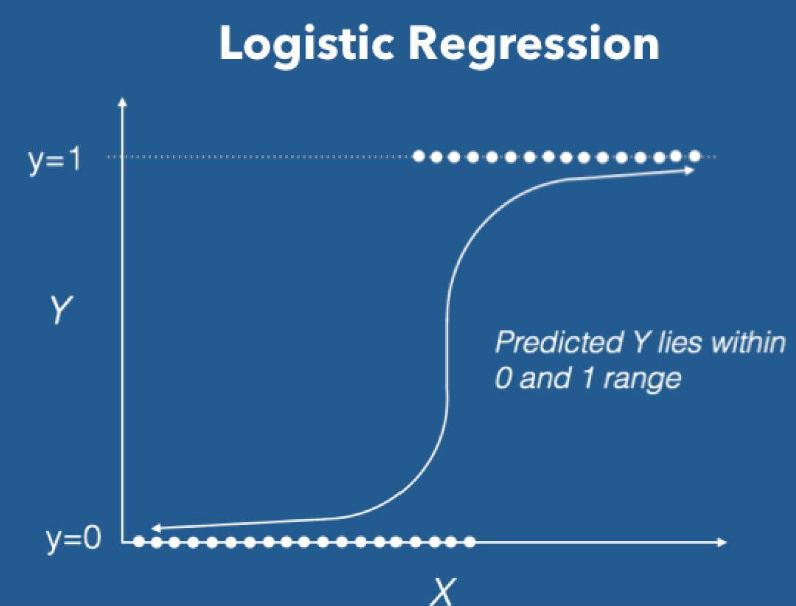 Logistic Regression
y=1
Y
Predicted Y lies within
0 and 1 range
y=0
X